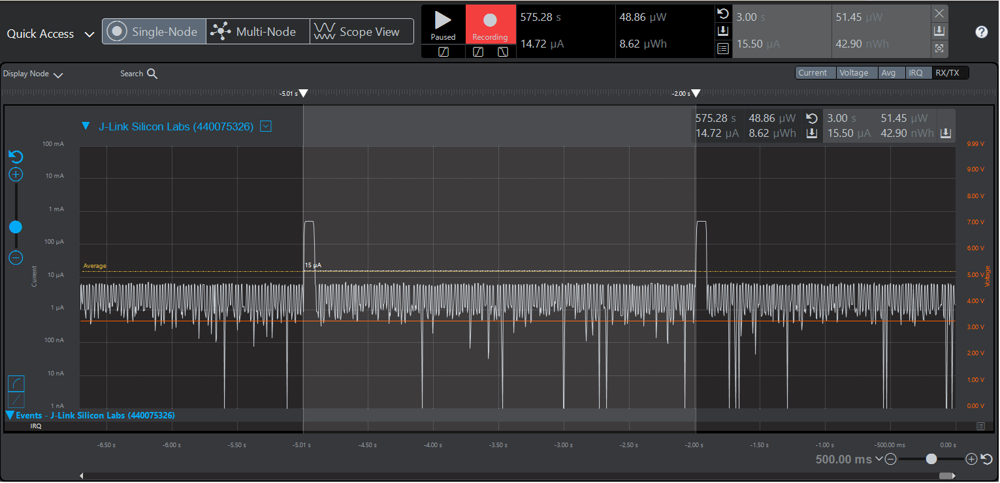 Quick Access
Single-Node
Multi-Node
Scope View
Paused
Recording
575.28 s 48.86 µW
14.72 µA 8.62 µWh
3.00 s 51.45 µW
15.50 µA 42.90 nWh
Display Node
Search
Current Voltage Avg IRQ RX/TX
-5.01 s -2.00 s
J-Link Silicon Labs (440075326)
575.28 s 48.86 µW 3.00 s 51.45 µW
14.72 µA 8.62 µWh 15.50 µA 42.90 nWh
100 mA 9.99 V
9.00 V
10 mA
8.00 V
1 mA
7.00 V
100 µA
6.00 V
Average
15 µA
10 µA 5.00 V
Current
Voltage
4.00 V
1 µA
3.00 V
100 nA
2.00 V
10 nA
1.00 V
1 nA 0.00 V
Events - J-Link Silicon Labs (440075326)
IRQ
-6.50 s -6.00 s -5.50 s -5.01 s -4.50 s -4.00 s -3.50 s -3.00 s -2.50 s -2.00 s -1.50 s -1.00 s -500.00 ms 0.00 s
500.00 ms